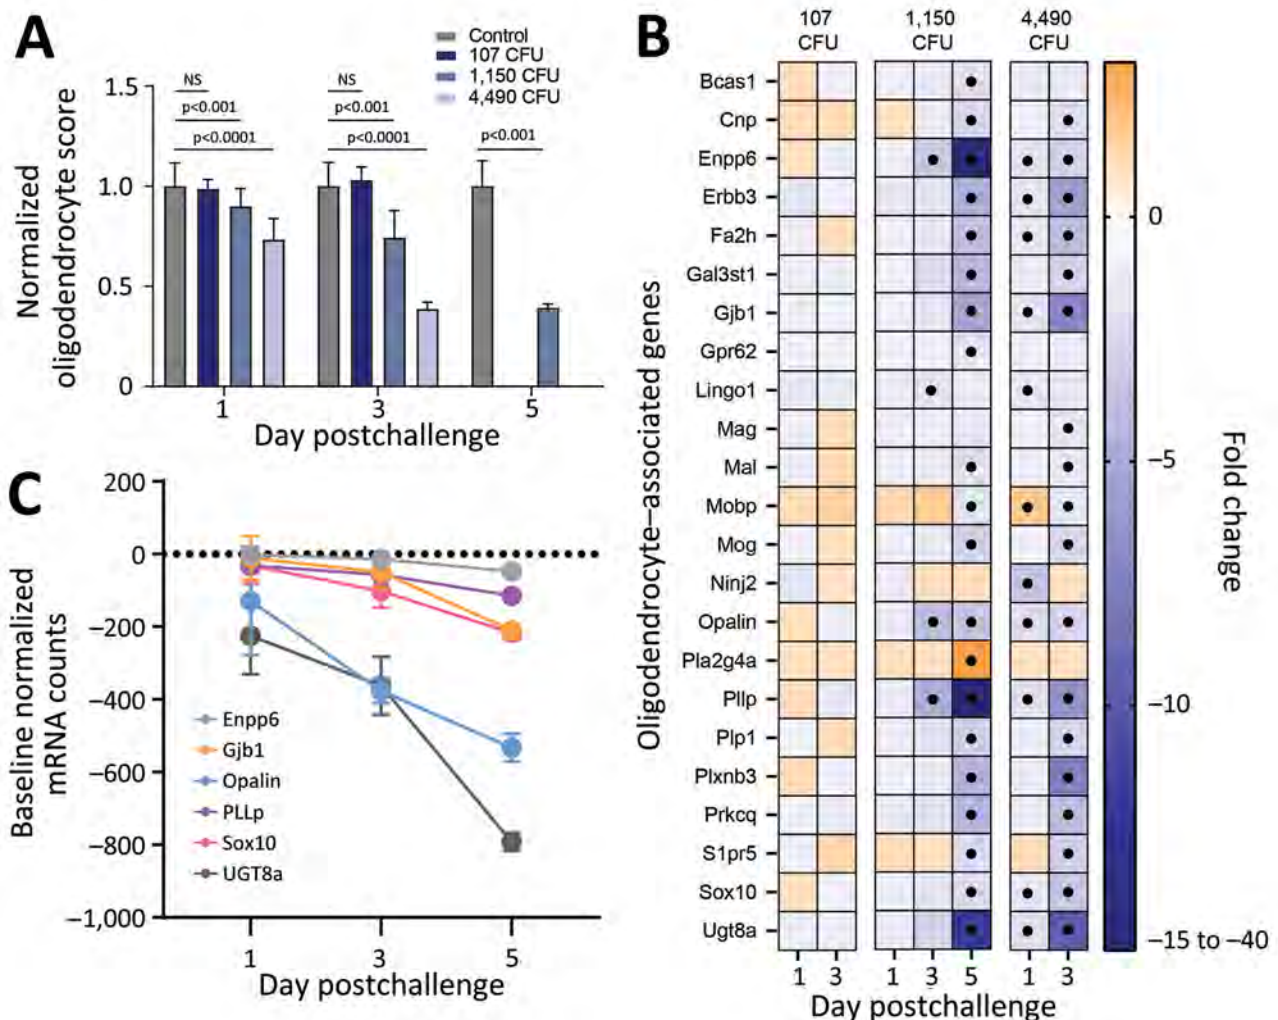 A
Control
107 CFU
1,150 CFU
4,490 CFU
NS
p<0.001
p<0.0001
NS
p<0.001
p<0.0001
p<0.001
1.5
1.0
0.5
0
Normalized
oligodendrocyte score
1 3 5
Day postchallenge
B
107
CFU
1,150
CFU
4,490
CFU
Oligodendrocyte–associated genes
Bcas1
Cnp
Enpp6
Erbb3
Fa2h
Gal3st1
Gjb1
Gpr62
Lingo1
Mag
Mal
Mobp
Mog
Ninj2
Opalin
Pla2g4a
Pllp
Plp1
Plxnb3
Prkcq
S1pr5
Sox10
Ugt8a
1 3 1 3 5 1 3
Day postchallenge
0
−5
−10
−15 to −40
Fold change
C
200
0
−200
−400
−600
−800
−1,000
Baseline normalized
mRNA counts
Enpp6
Gjb1
Opalin
PLLp
Sox10
UGT8a
1 3 5
Day postchallenge